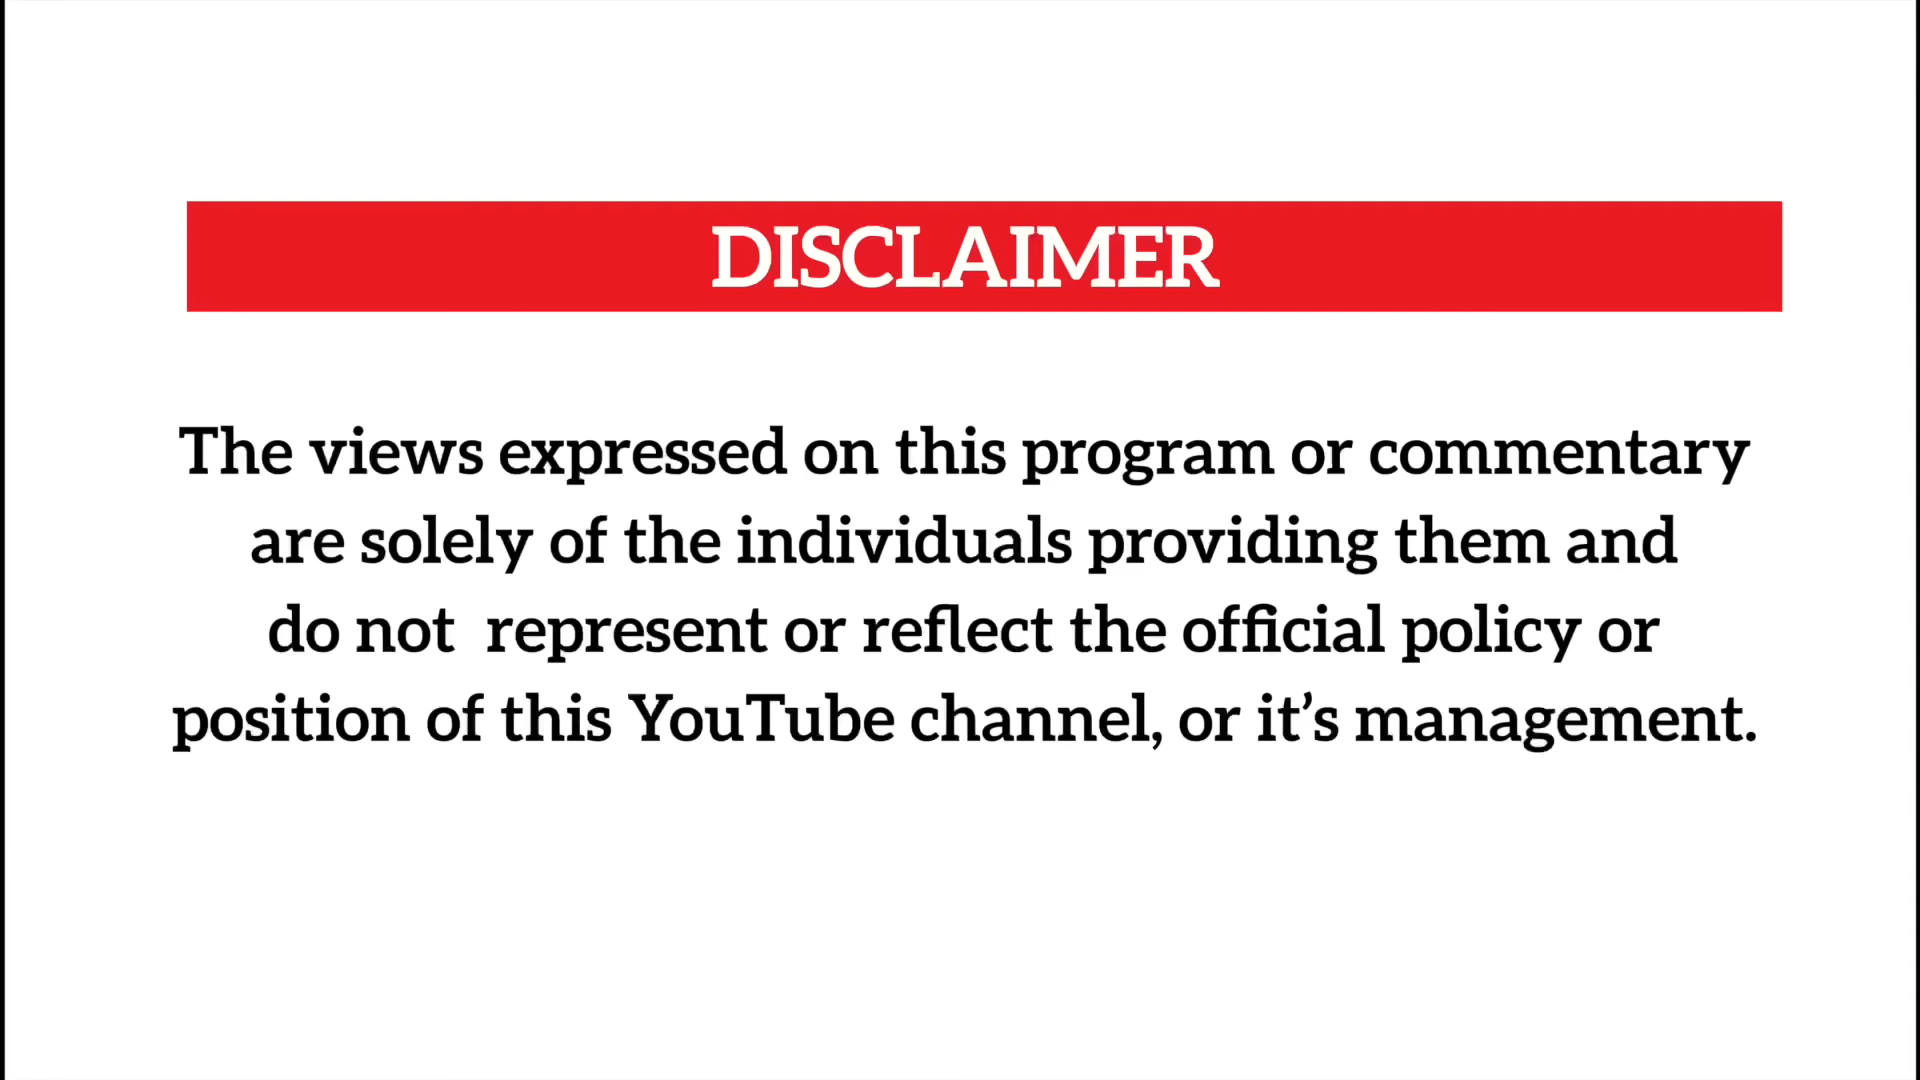 DISCLAIMER
The views expressed on this program or commentary
are solely of the individuals providing them and
do not  represent or reflect the official policy or
position of this YouTube channel, or it’s management.